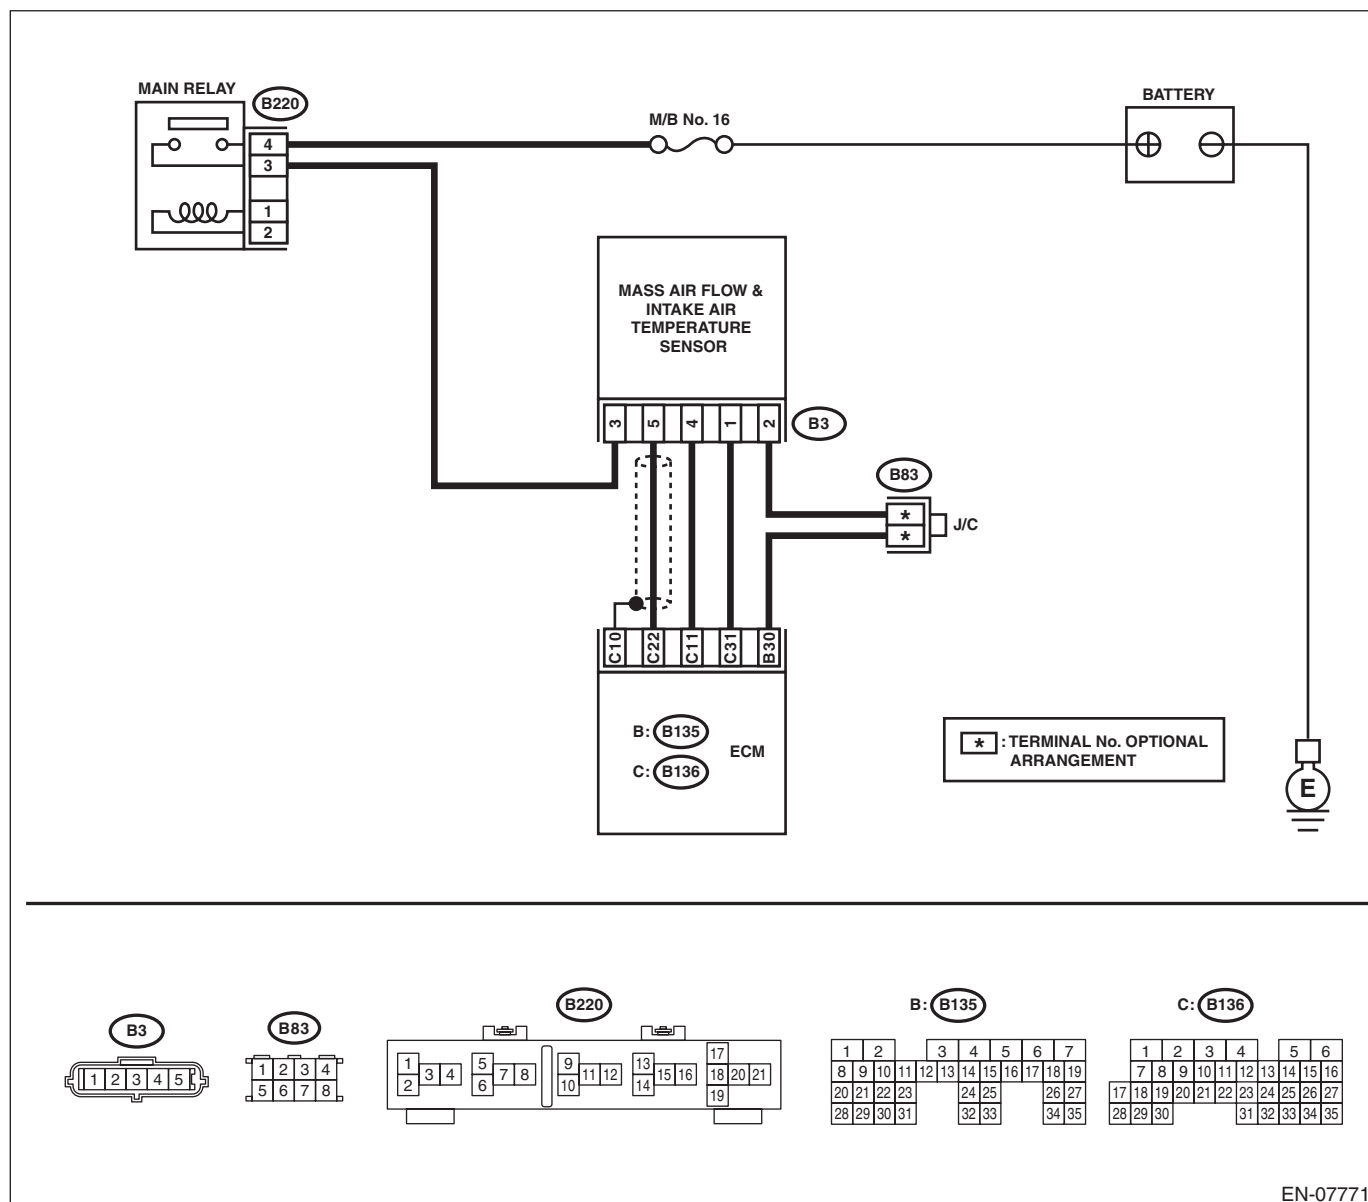 MAIN RELAY
B220
4
3
1
2
M/B No. 16
BATTERY
MASS AIR FLOW &
INTAKE AIR
TEMPERATURE
SENSOR
3 5 4 1 2
B3
B83
*
*
J/C
C10 C22 C11 C31 B30
B: B135
ECM
C: B136
* : TERMINAL No. OPTIONAL
ARRANGEMENT
E
B3
1 2 3 4 5
B83
1 2 3 4
5 6 7 8
B220
1 5 9 13 17
3 4 7 8 11 12 15 16 18 20 21
2 6 10 14 19
B: B135
1 2 3 4 5 6 7
8 9 10 11 12 13 14 15 16 17 18 19
20 21 22 23 24 25 26 27
28 29 30 31 32 33 34 35
C: B136
1 2 3 4 5 6
7 8 9 10 11 12 13 14 15 16
17 18 19 20 21 22 23 24 25 26 27
28 29 30 31 32 33 34 35
EN-07771